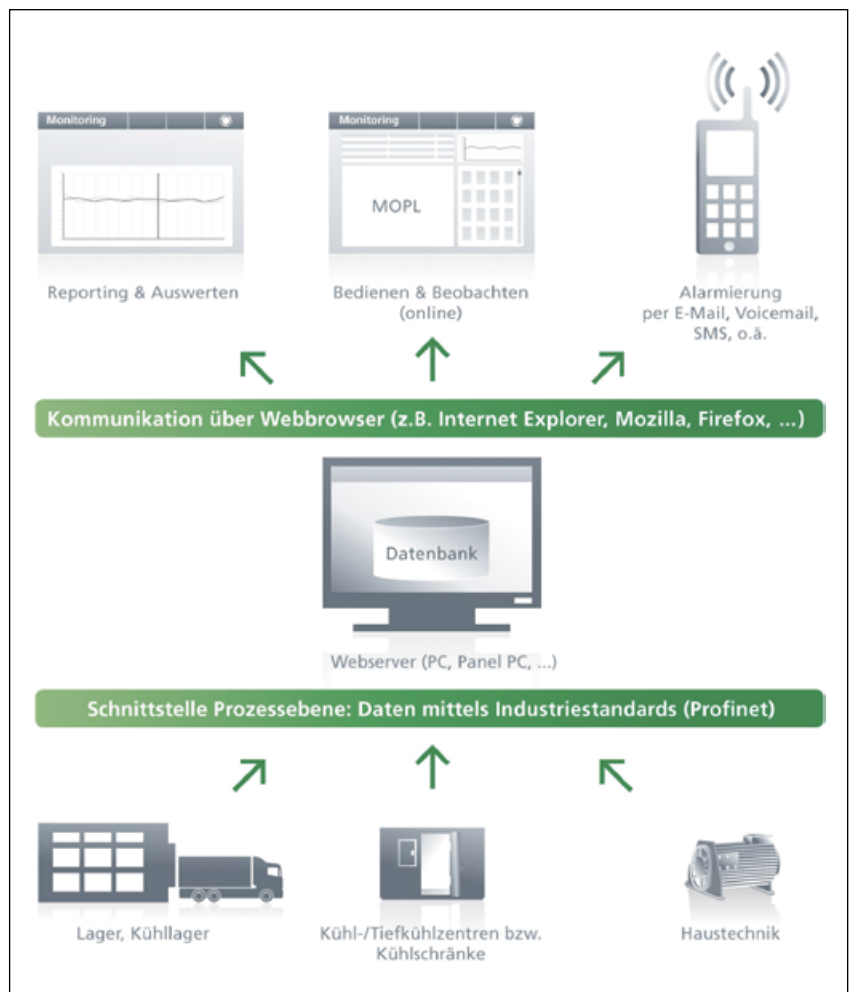 Monitoring
Monitoring
MOPL
Reporting & Auswerten
Bedienen & Beobachten
(online)
Alarmierung
per E-Mail, Voicemail,
SMS, o.ä.
Kommunikation über Webbrowser (z.B. Internet Explorer, Mozilla, Firefox, ...)
Datenbank
Webserver (PC, Panel PC, ...)
Schnittstelle Prozessebene: Daten mittels Industriestandards (Profinet)
Lager, Kühllager
Kühl-/Tiefkühlzentren bzw.
Kühlschränke
Haustechnik